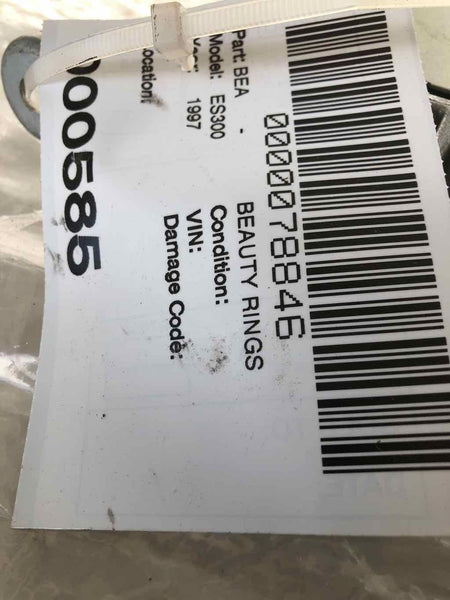 0000078846
Part: BEA - BEAUTY RINGS
Model: ES300 Condition:
Year: 1997 VIN:
Damage Code:
Location:
000585